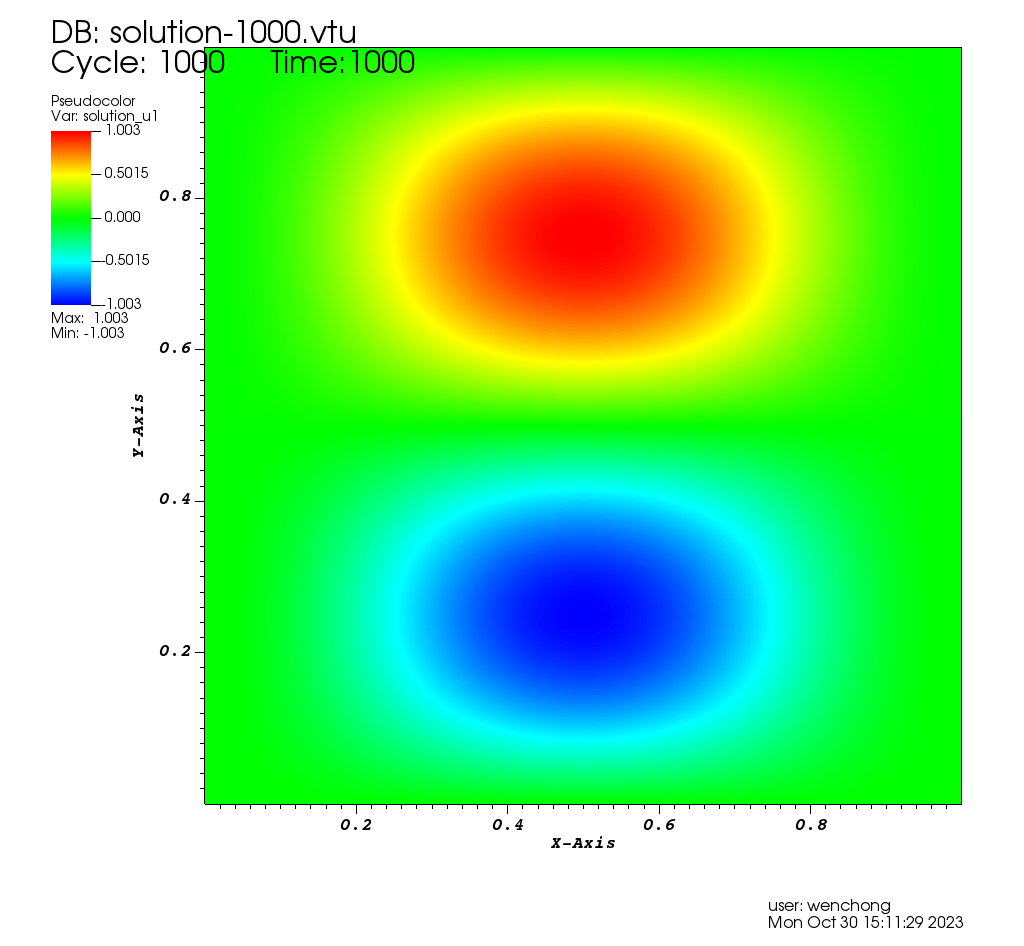 DB: solution-1000.vtu
Cycle: 1000 Time:1000
Pseudocolor
Var: solution_u1
1.003
0.5015
0.000
-0.5015
-1.003
Max: 1.003
Min: -1.003
0.8
0.6
Y-Axis
0.4
0.2
0.2 0.4 0.6 0.8
X-Axis
user: wenchong
Mon Oct 30 15:11:29 2023